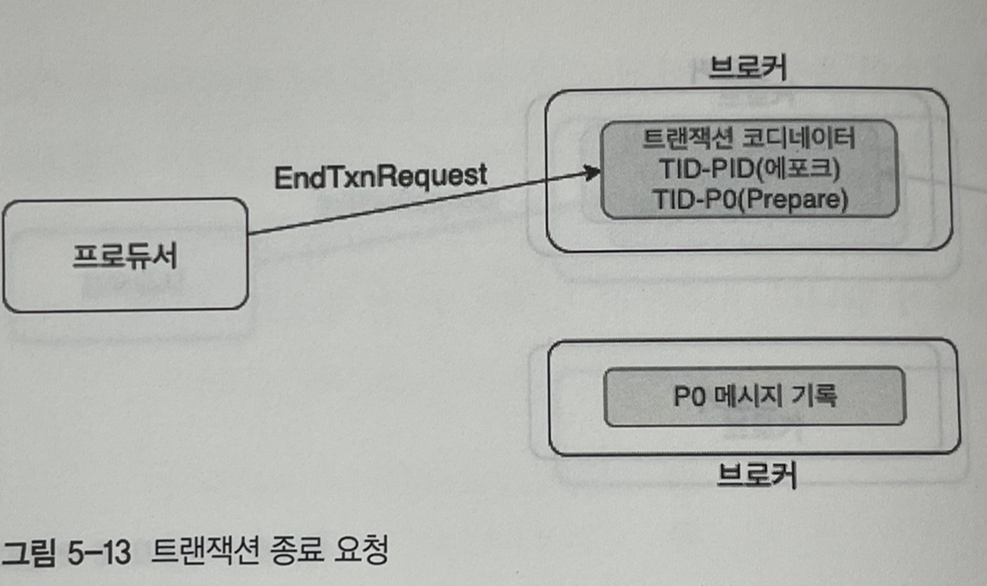 브로커
트랜잭션 코디네이터
TID-PID(에포크)
TID-P0(Prepare)
EndTxnRequest
프로듀서
P0 메시지 기록
브로커
그림 5-13 트랜잭션 종료 요청